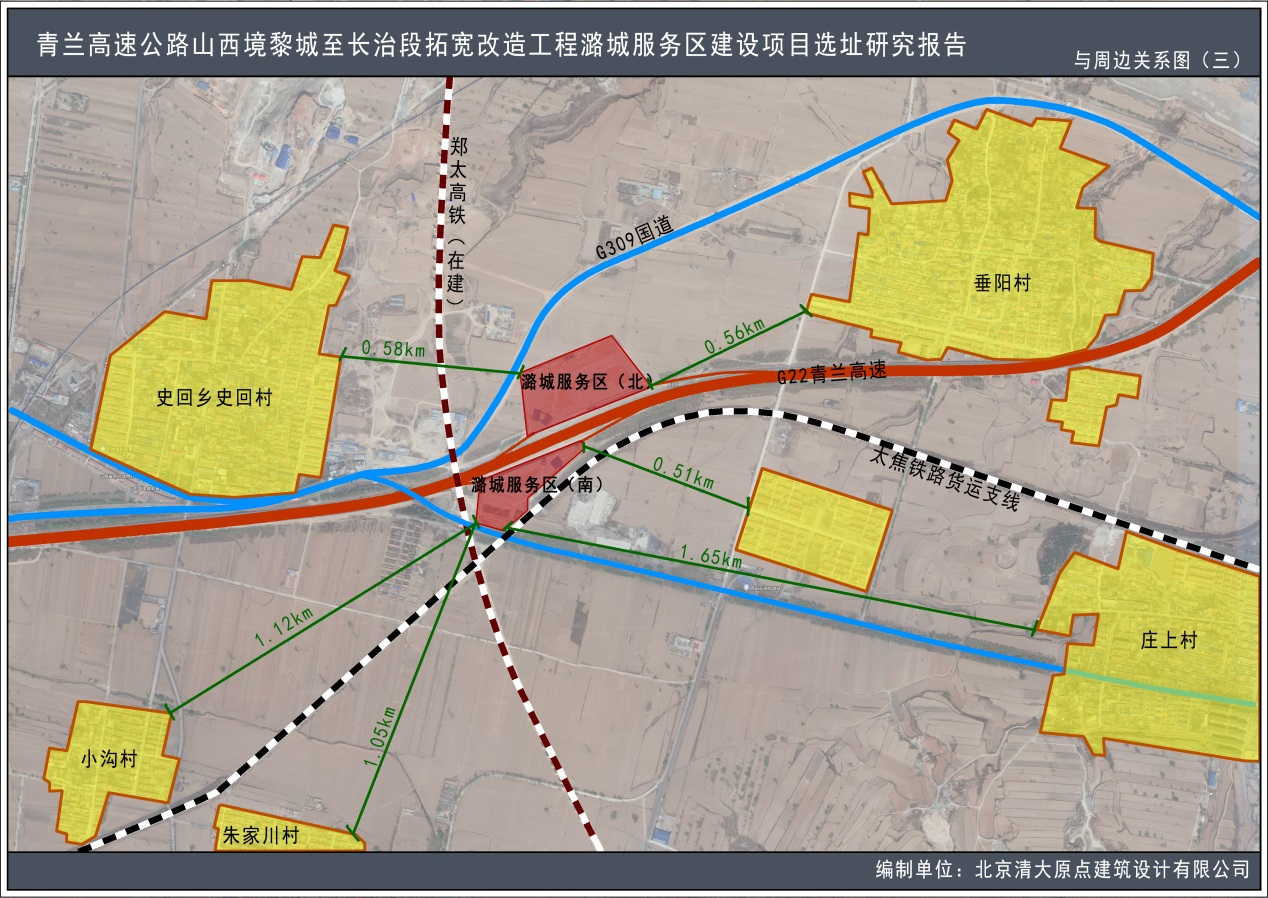 青兰高速公路山西境黎城至长治段拓宽改造工程潞城服务区建设项目选址研究报告
与周边关系图（三）
郑太高铁（在建）
G309国道
垂阳村
0.56km
0.58km
潞城服务区（北）
G22青兰高速
史回乡史回村
太焦铁路货运支线
0.51km
潞城服务区（南）
1.65km
1.12km
庄上村
1.05km
小沟村
朱家川村
编制单位：北京清大原点建筑设计有限公司